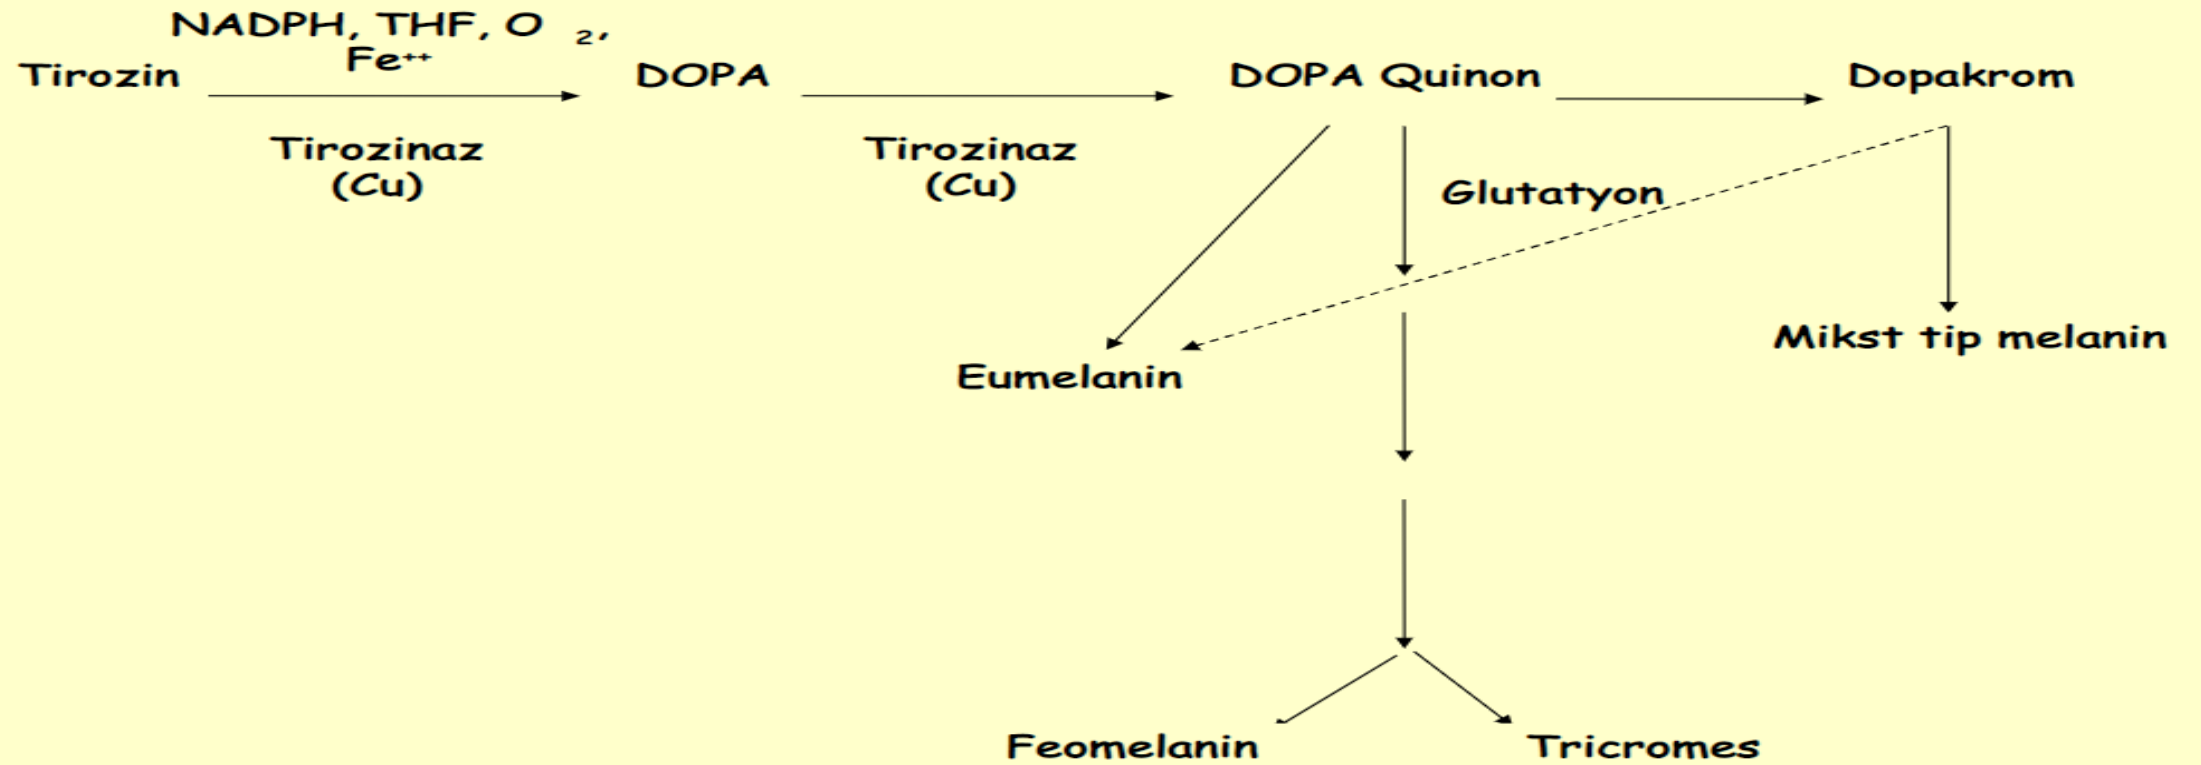 NADPH, THF, O 2,
Fe++
Tirozin
DOPA
DOPA Quinon
Dopakrom
Tirozinaz
(Cu)
Tirozinaz
(Cu)
Glutatyon
Mikst tip melanin
Eumelanin
Feomelanin
Tricromes